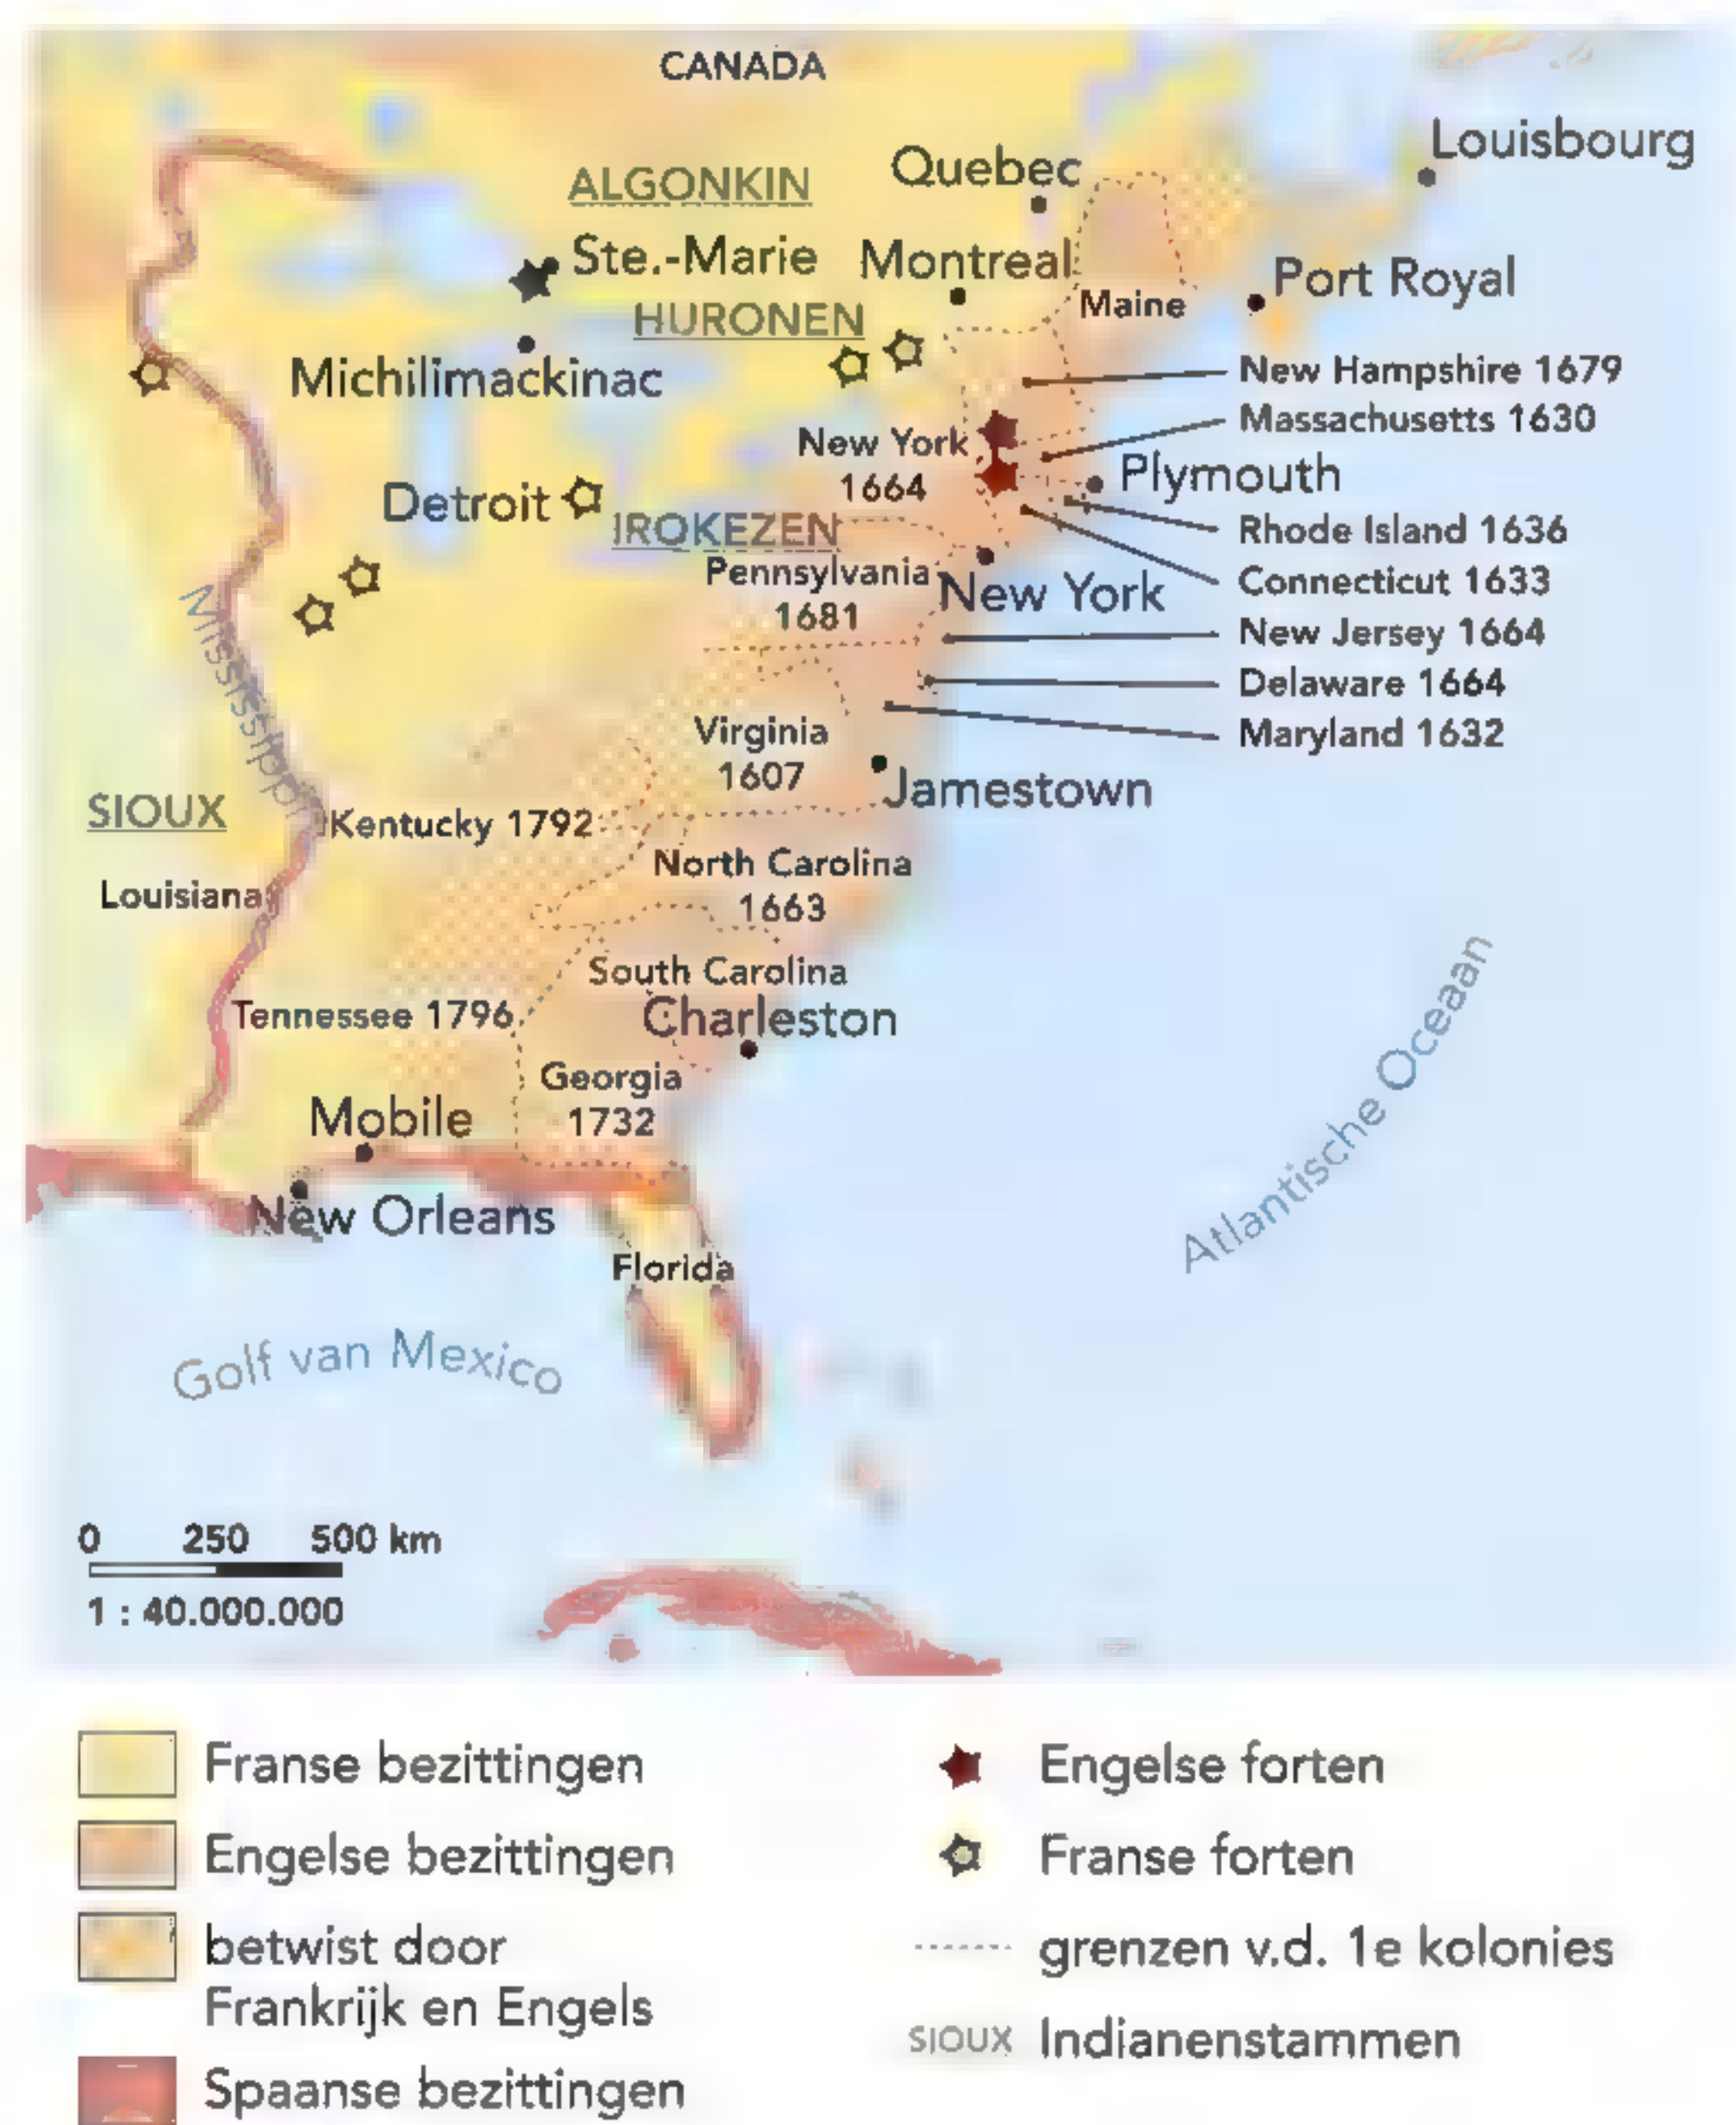 CANADA
Louisbourg
Quebec
ALGONKIN
Ste.-Marie
Montreal
Port Royal
Maine
HURONEN
Michilimackinac
New Hampshire 1679
Massachusetts 1630
New York
1664
Plymouth
Detroit
IROKEZEN
Rhode Island 1636
Pennsylvania
1681
New York
Connecticut 1633
New Jersey 1664
Delaware 1664
Maryland 1632
Mississippi
Virginia
1607
Jamestown
SIOUX
Kentucky 1792
North Carolina
1663
Louisiana
South Carolina
Tennessee 1796
Charleston
Georgia
1732
Mobile
New Orleans
Florida
Atlantische Oceaan
Golf van Mexico
0 250 500 km
1 : 40.000.000
Franse bezittingen
Engelse bezittingen
betwist door
Frankrijk en Engels
Spaanse bezittingen
Engelse forten
Franse forten
grenzen v.d. 1e kolonies
SIOUX Indianenstammen